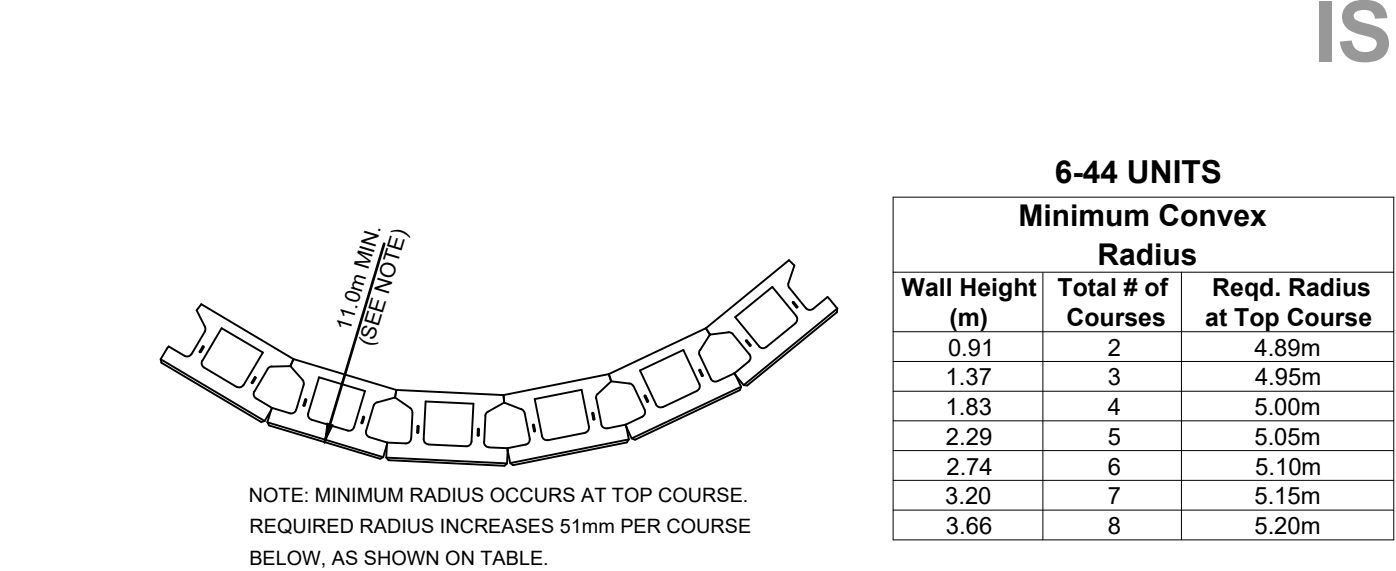 IS
11.0m MIN.
(SEE NOTE)
NOTE: MINIMUM RADIUS OCCURS AT TOP COURSE.
REQUIRED RADIUS INCREASES 51mm PER COURSE
BELOW, AS SHOWN ON TABLE.
6-44 UNITS
Minimum Convex
Radius
Wall Height (m) Total # of Courses Reqd. Radius at Top Course
0.91 2 4.89m
1.37 3 4.95m
1.83 4 5.00m
2.29 5 5.05m
2.74 6 5.10m
3.20 7 5.15m
3.66 8 5.20m